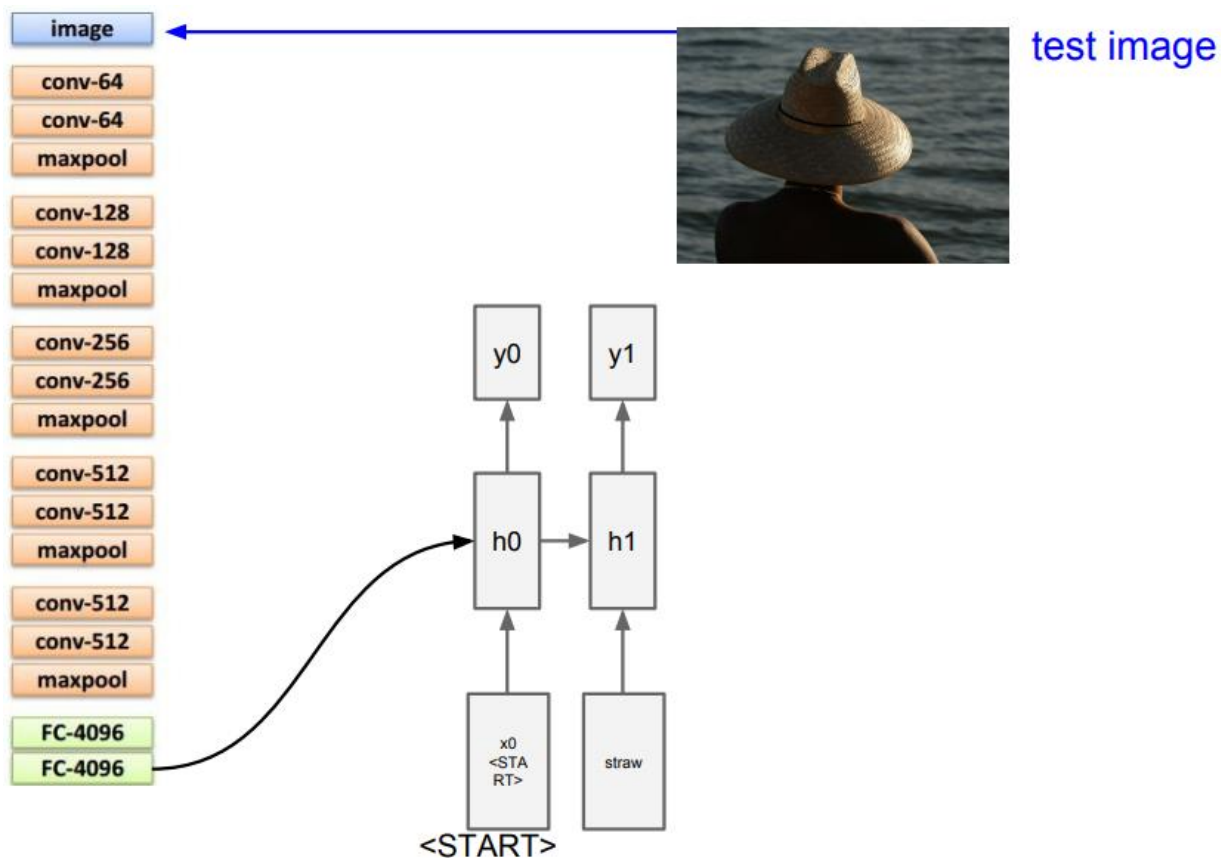 image
test image
conv-64
conv-64
maxpool
conv-128
conv-128
maxpool
conv-256
conv-256
maxpool
conv-512
conv-512
maxpool
conv-512
conv-512
maxpool
FC-4096
FC-4096
y0
y1
h0
h1
x0
<STA
RT>
straw
<START>